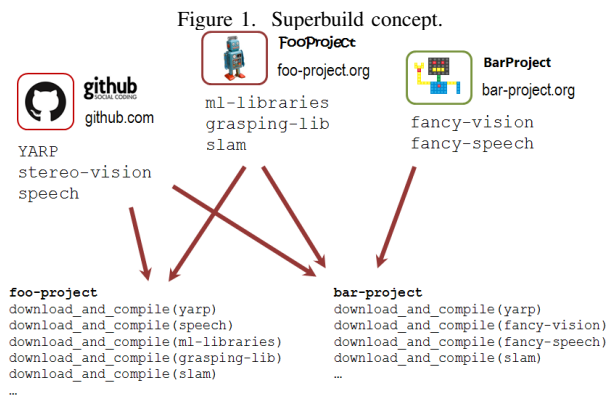 Figure 1. Superbuild concept.
github
SOCIAL CODING
github.com
YARP
stereo-vision
speech
FooProject
foo-project.org
ml-libraries
grasping-lib
slam
BarProject
bar-project.org
fancy-vision
fancy-speech
foo-project
download_and_compile(yarp)
download_and_compile(speech)
download_and_compile(ml-libraries)
download_and_compile(grasping-lib)
download_and_compile(slam)
…
bar-project
download_and_compile(yarp)
download_and_compile(fancy-vision)
download_and_compile(fancy-speech)
download_and_compile(slam)
…